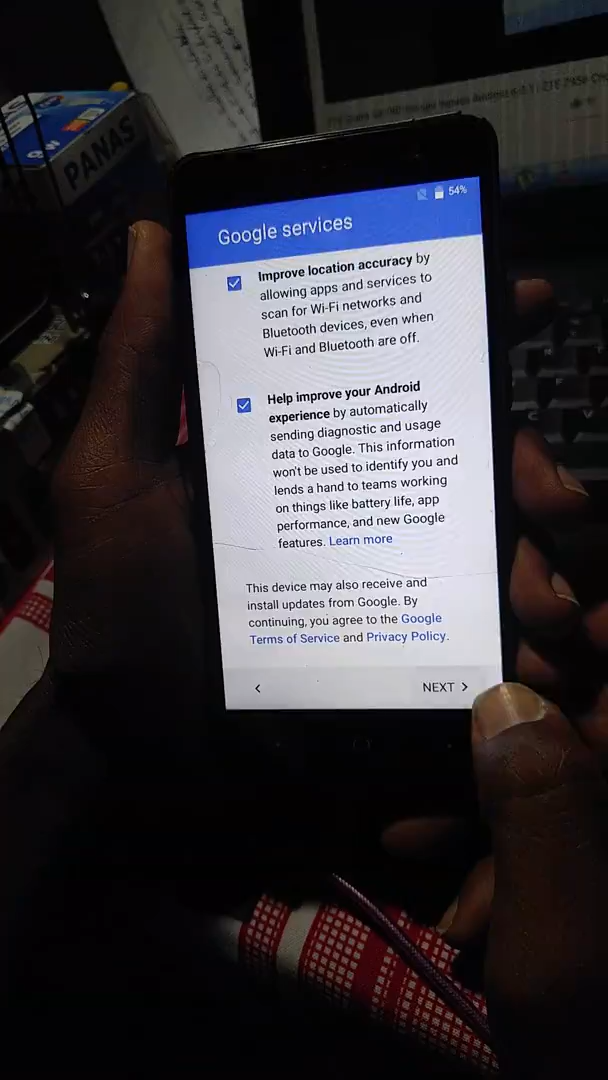 PANAS
54%
Google services
Improve location accuracy by
allowing apps and services to
scan for Wi-Fi networks and
Bluetooth devices, even when
Wi-Fi and Bluetooth are off.
Help improve your Android
experience by automatically
sending diagnostic and usage
data to Google. This information
won't be used to identify you and
lends a hand to teams working
on things like battery life, app
performance, and new Google
features. Learn more
This device may also receive and
install updates from Google. By
continuing, you agree to the Google
Terms of Service and Privacy Policy.
NEXT